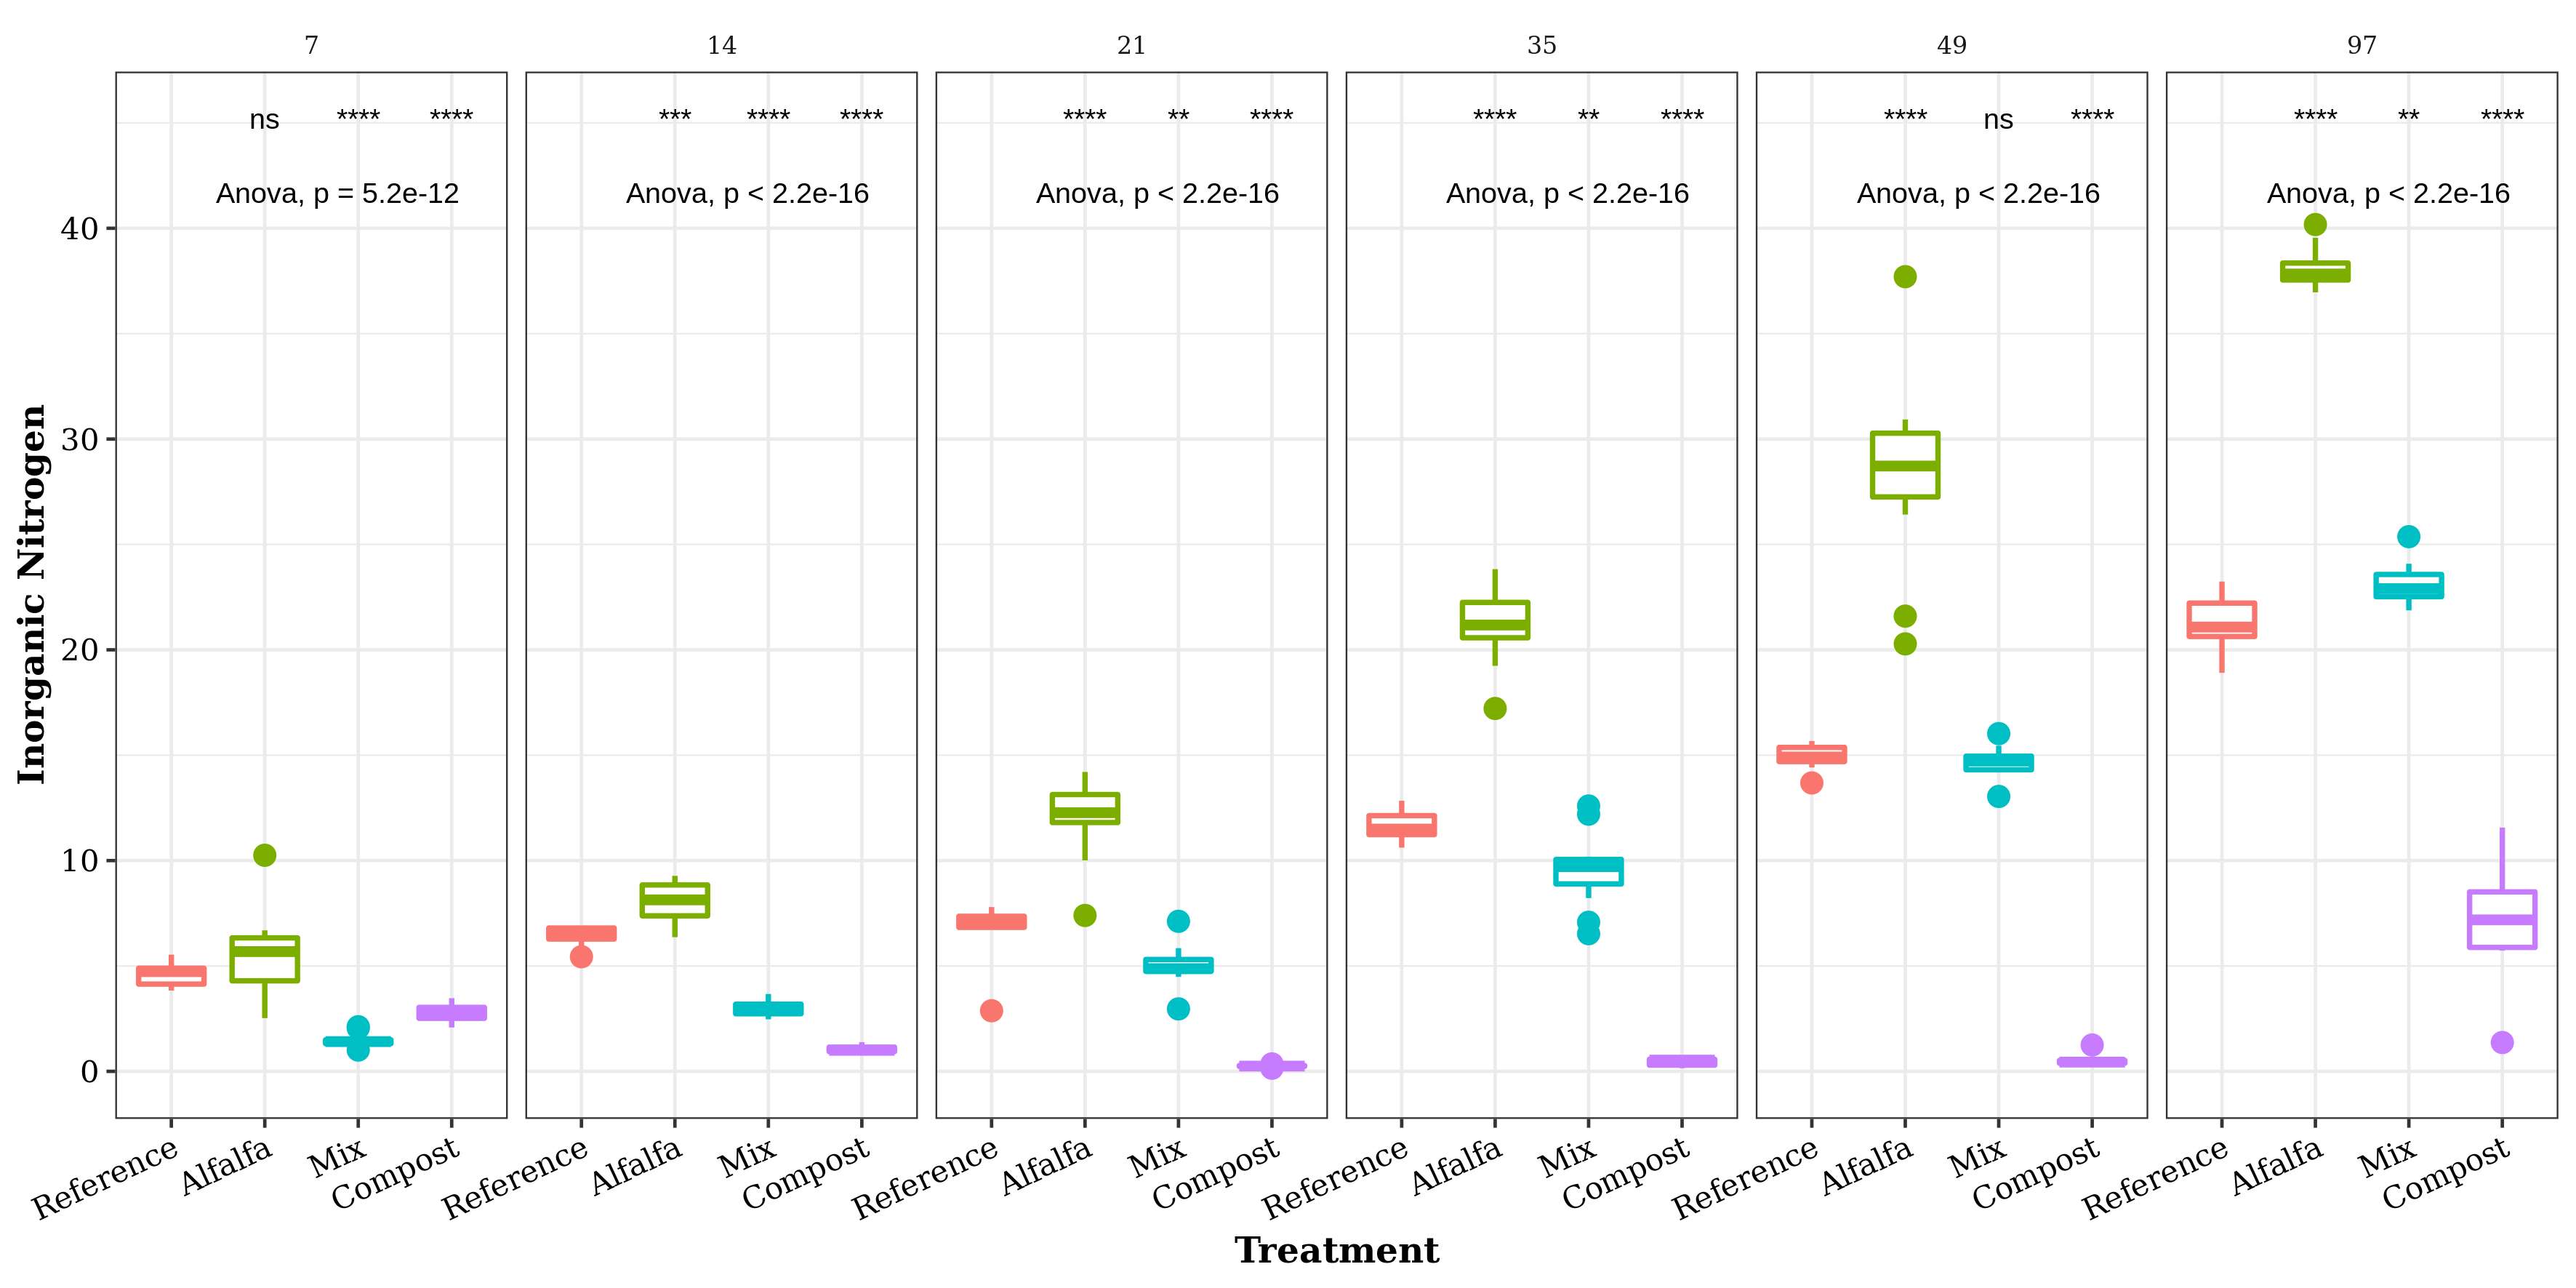 7 14 21 35 49 97
ns **** **** *** **** **** **** ** **** **** ** **** **** ns **** **** ** ****
Anova, p = 5.2e-12 Anova, p < 2.2e-16 Anova, p < 2.2e-16 Anova, p < 2.2e-16 Anova, p < 2.2e-16 Anova, p < 2.2e-16
40
30
20
10
0
Inorganic Nitrogen
Reference Alfalfa Mix Compost Reference Alfalfa Mix Compost Reference Alfalfa Mix Compost Reference Alfalfa Mix Compost Reference Alfalfa Mix Compost Reference Alfalfa Mix Compost
Treatment